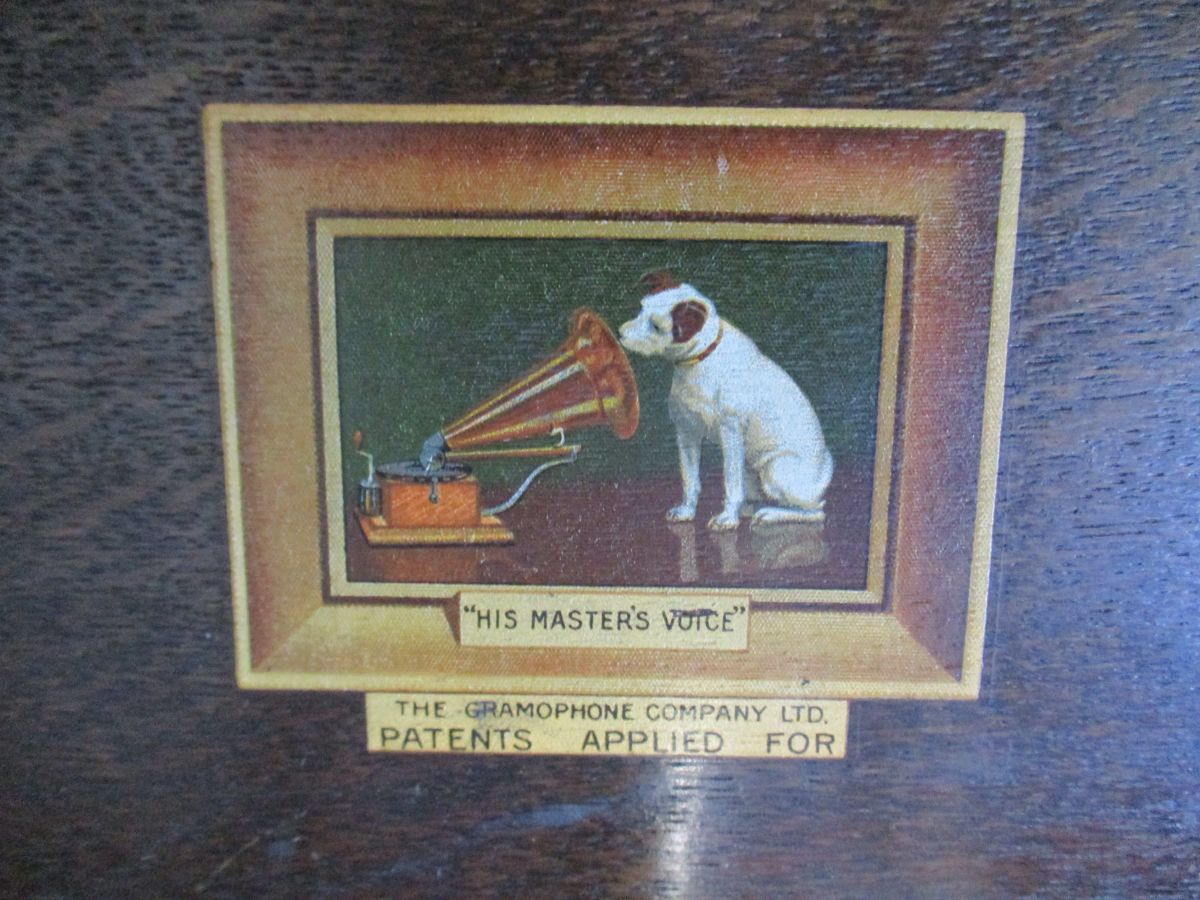 "HIS MASTER'S VOICE"
THE GRAMOPHONE COMPANY LTD.
PATENTS APPLIED FOR